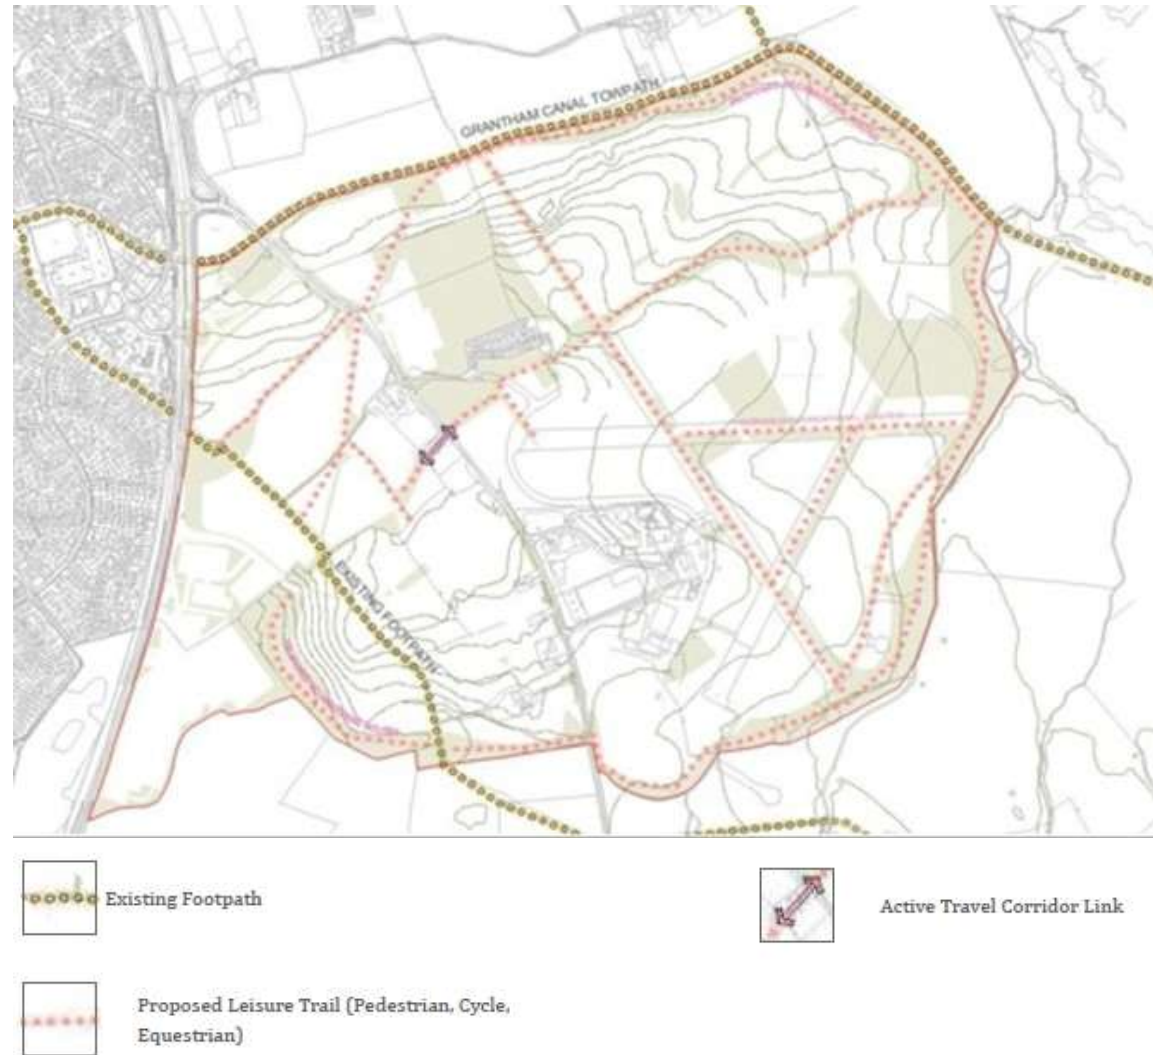 GRANTHAM CANAL TOWPATH
EXISTING FOOTPATH
Existing Footpath
Active Travel Corridor Link
Proposed Leisure Trail (Pedestrian, Cycle,
Equestrian)